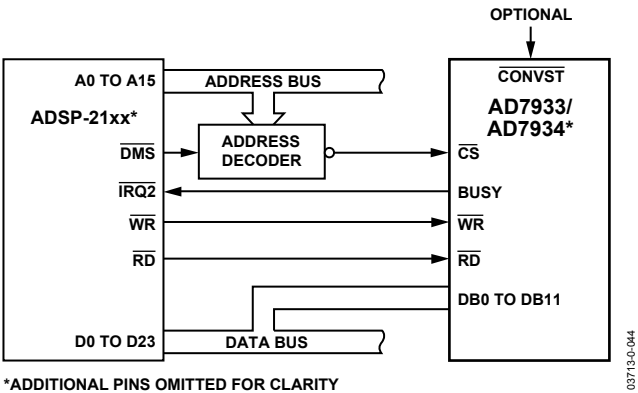 OPTIONAL
A0 TO A15
ADDRESS BUS
CONVST
ADSP-21xx*
AD7933/
AD7934*
DMS
ADDRESS
DECODER
CS
IRQ2
BUSY
WR
WR
RD
RD
DB0 TO DB11
D0 TO D23
DATA BUS
*ADDITIONAL PINS OMITTED FOR CLARITY
03713-0-044